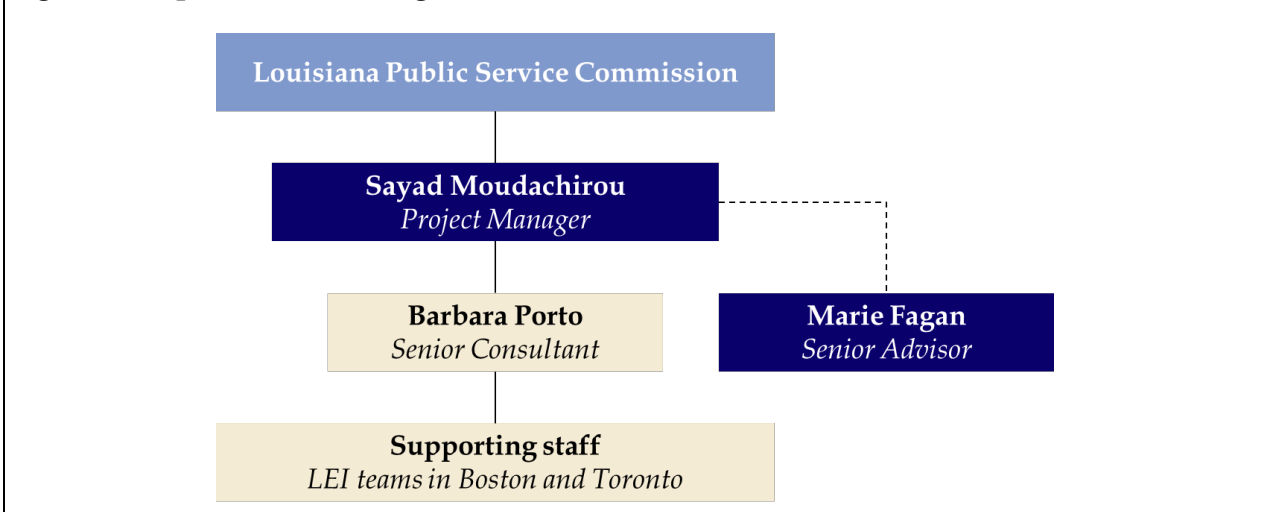 Louisiana Public Service Commission
Sayad Moudachirou
Project Manager
Barbara Porto
Senior Consultant
Marie Fagan
Senior Advisor
Supporting staff
LEI teams in Boston and Toronto